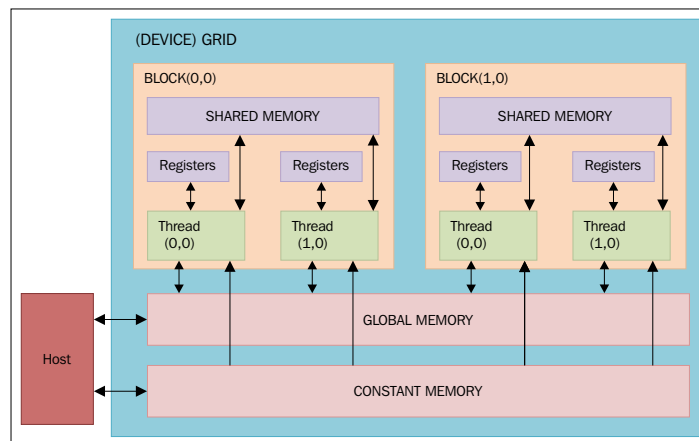 (DEVICE) GRID
BLOCK(0,0)
SHARED MEMORY
Registers
Registers
Thread
(0,0)
Thread
(1,0)
BLOCK(1,0)
SHARED MEMORY
Registers
Registers
Thread
(0,0)
Thread
(1,0)
Host
GLOBAL MEMORY
CONSTANT MEMORY